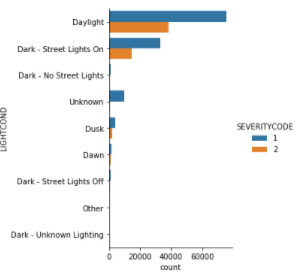 Daylight
Dark - Street Lights On
Dark - No Street Lights
Unknown
Dusk
Dawn
Dark - Street Lights Off
Other
Dark - Unknown Lighting
LIGHTCOND
0 20000 40000 60000
count
SEVERITYCODE
1
2